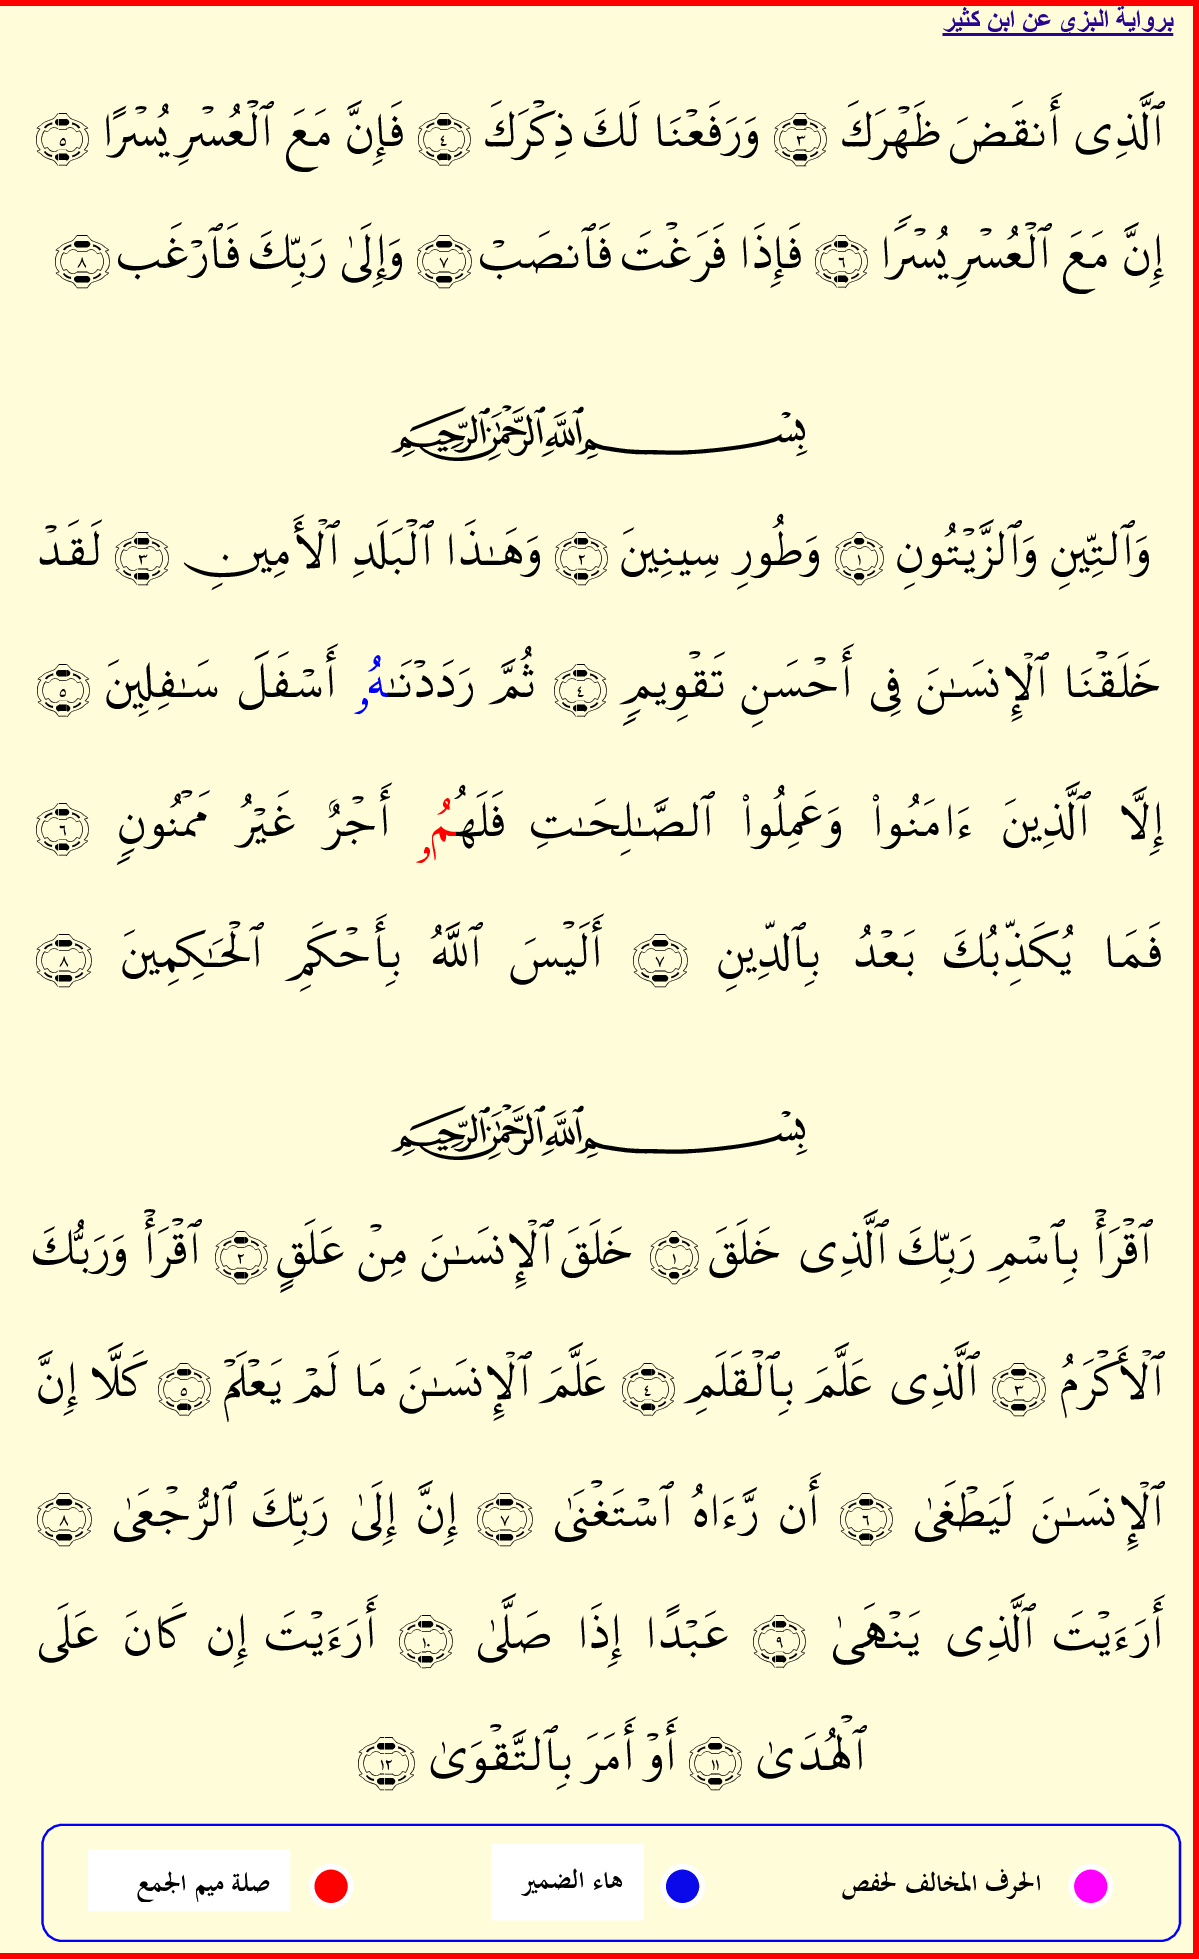 برواية البزى عن ابن كثير
ٱلَّذِى أَنقَضَ ظَهْرَكَ ٣ وَرَفَعْنَا لَكَ ذِكْرَكَ ٤ فَإِنَّ مَعَ ٱلْعُسْرِ يُسْرًا ٥
إِنَّ مَعَ ٱلْعُسْرِ يُسْرًا ٦ فَإِذَا فَرَغْتَ فَٱنصَبْ ٧ وَإِلَىٰ رَبِّكَ فَٱرْغَب ٨
بِسْمِ ٱللَّهِ ٱلرَّحْمَٰنِ ٱلرَّحِيمِ
وَٱلتِّينِ وَٱلزَّيْتُونِ ١ وَطُورِ سِينِينَ ٢ وَهَـٰذَا ٱلْبَلَدِ ٱلْأَمِينِ ٣ لَقَدْ
خَلَقْنَا ٱلْإِنسَـٰنَ فِى أَحْسَنِ تَقْوِيمٍ ٤ ثُمَّ رَدَدْنَـٰهُۥ أَسْفَلَ سَـٰفِلِينَ ٥
إِلَّا ٱلَّذِينَ ءَامَنُوا۟ وَعَمِلُوا۟ ٱلصَّـٰلِحَـٰتِ فَلَهُمُۥ أَجْرٌ غَيْرُ مَمْنُونٍ ٦
فَمَا يُكَذِّبُكَ بَعْدُ بِٱلدِّينِ ٧ أَلَيْسَ ٱللَّهُ بِأَحْكَمِ ٱلْحَـٰكِمِينَ ٨
بِسْمِ ٱللَّهِ ٱلرَّحْمَٰنِ ٱلرَّحِيمِ
ٱقْرَأْ بِٱسْمِ رَبِّكَ ٱلَّذِى خَلَقَ ١ خَلَقَ ٱلْإِنسَـٰنَ مِنْ عَلَقٍ ٢ ٱقْرَأْ وَرَبُّكَ
ٱلْأَكْرَمُ ٣ ٱلَّذِى عَلَّمَ بِٱلْقَلَمِ ٤ عَلَّمَ ٱلْإِنسَـٰنَ مَا لَمْ يَعْلَمْ ٥ كَلَّا إِنَّ
ٱلْإِنسَـٰنَ لَيَطْغَىٰ ٦ أَن رَّءَاهُ ٱسْتَغْنَىٰ ٧ إِنَّ إِلَىٰ رَبِّكَ ٱلرُّجْعَىٰ ٨
أَرَءَيْتَ ٱلَّذِى يَنْهَىٰ ٩ عَبْدًا إِذَا صَلَّىٰ ١٠ أَرَءَيْتَ إِن كَانَ عَلَى
ٱلْهُدَىٰ ١١ أَوْ أَمَرَ بِٱلتَّقْوَىٰ ١٢
الحرف المخالف لحفص هاء الضمير صلة ميم الجمع